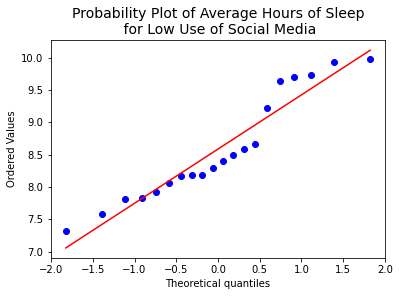 Probability Plot of Average Hours of Sleep
for Low Use of Social Media
Ordered Values
10.0
9.5
9.0
8.5
8.0
7.5
7.0
−2.0 −1.5 −1.0 −0.5 0.0 0.5 1.0 1.5 2.0
Theoretical quantiles